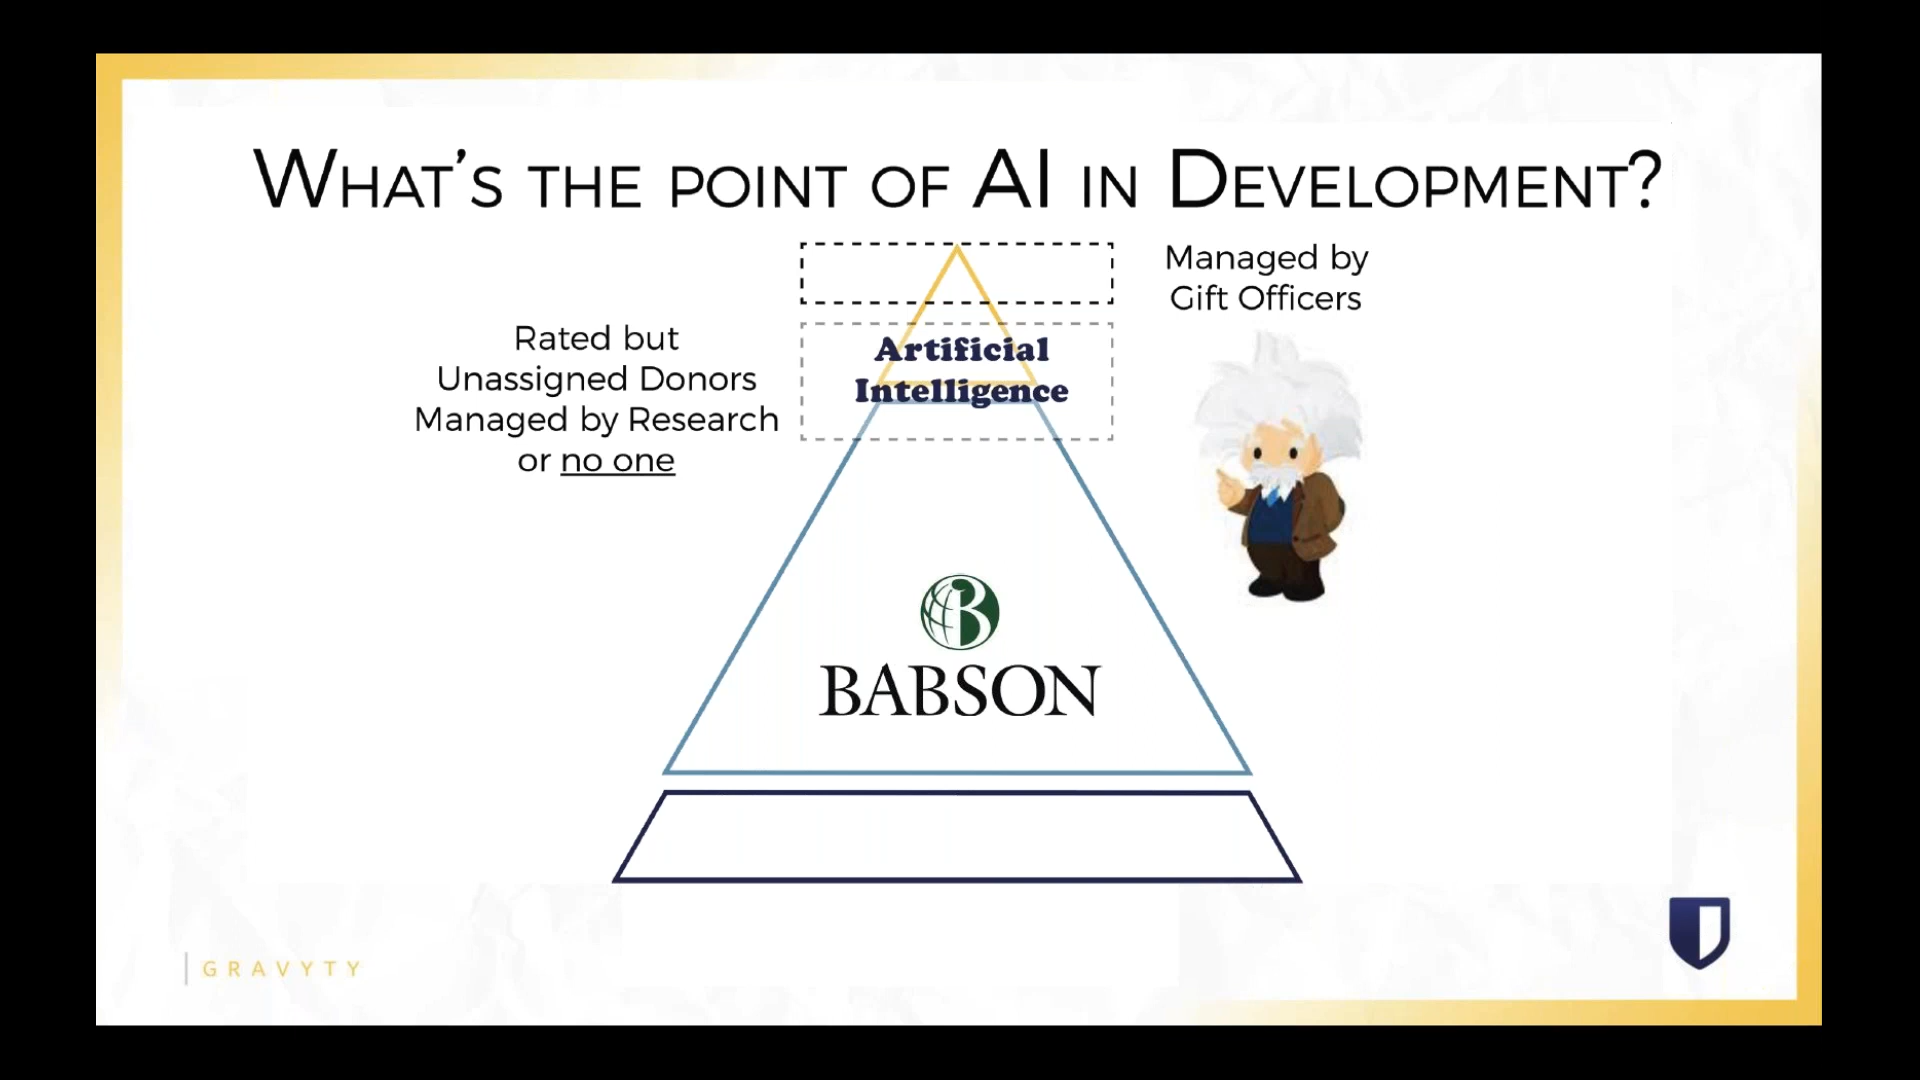 What's the point of AI in Development?
Managed by
Gift Officers
Rated but
Unassigned Donors
Managed by Research
or no one
Artificial
Intelligence
B
BABSON
GRAVYTY